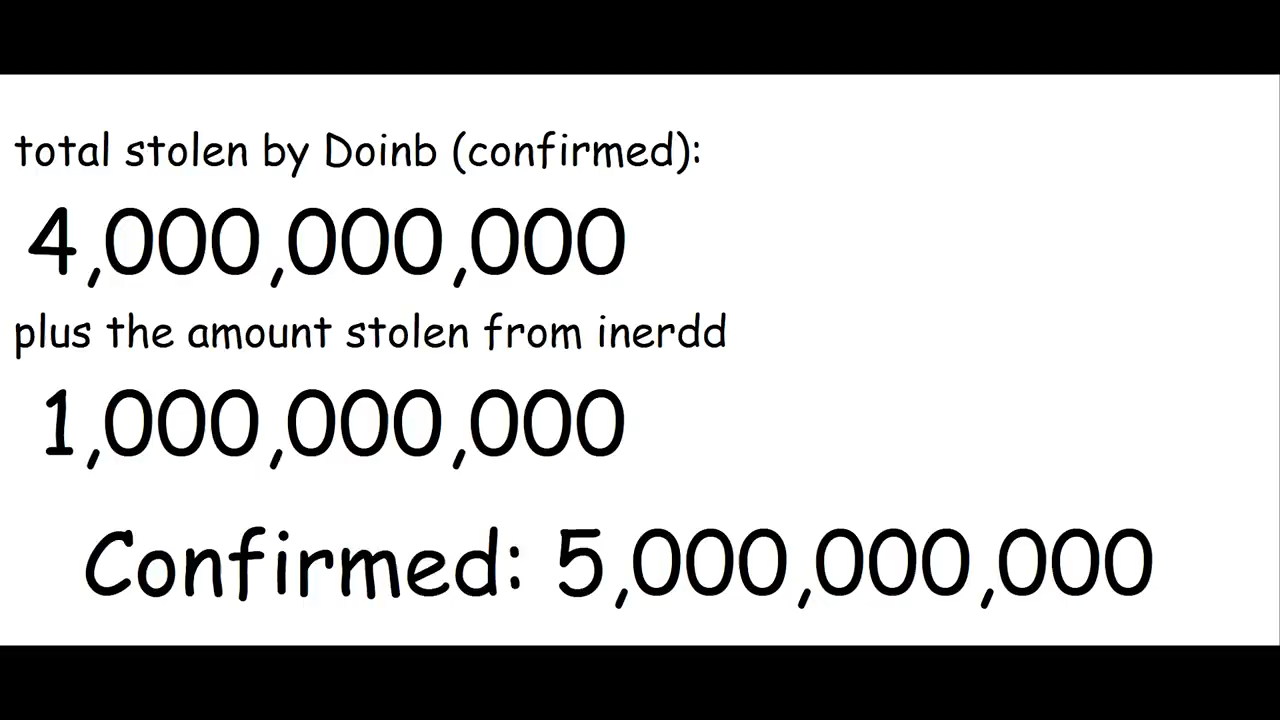 total stolen by Doinb (confirmed):
4,000,000,000
plus the amount stolen from inerdd
1,000,000,000
Confirmed: 5,000,000,000